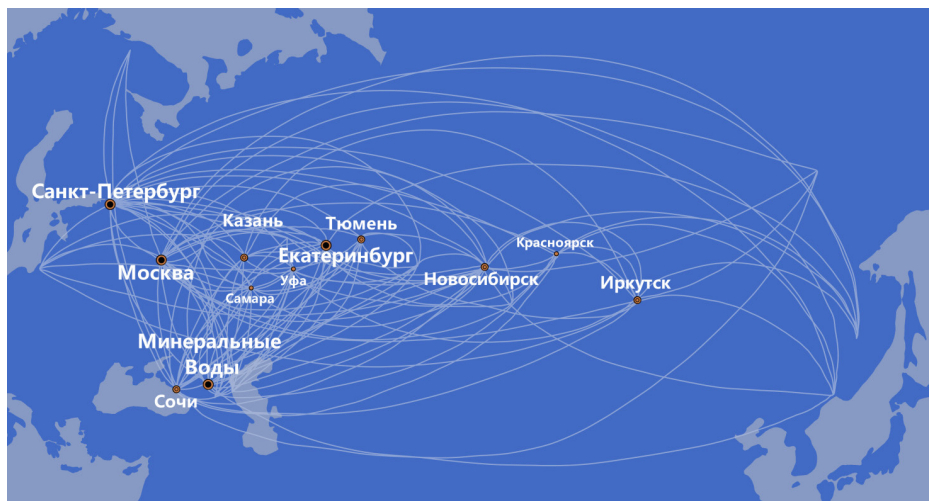 Санкт-Петербург
Казань
Тюмень
Екатеринбург
Красноярск
Москва
Уфа
Новосибирск
Иркутск
Самара
Минеральные
Воды
Сочи